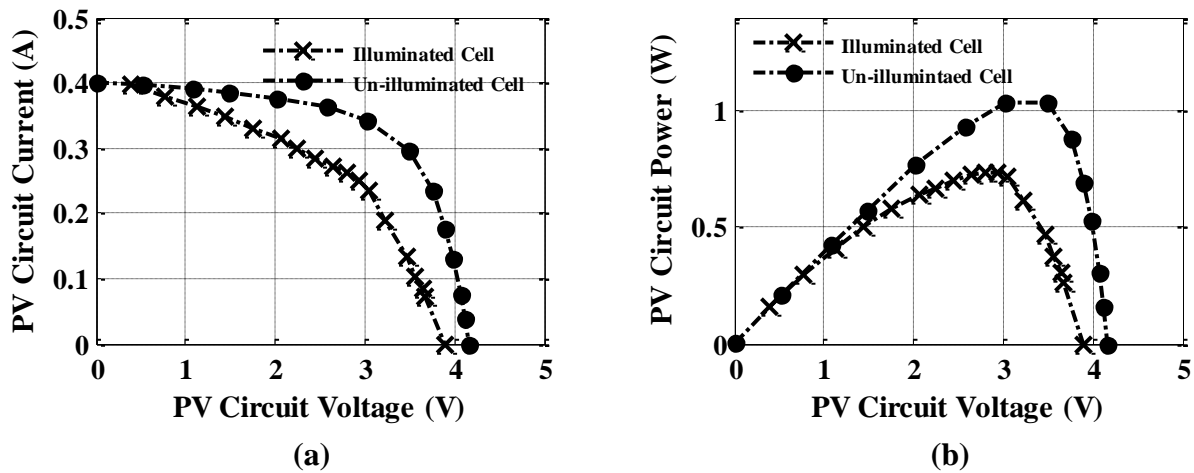 PV Circuit Current (A)
0.5
0.4
0.3
0.2
0.1
0
Illuminated Cell
Un-illuminated Cell
0 1 2 3 4 5
PV Circuit Voltage (V)
(a)
PV Circuit Power (W)
1
0.5
0
Illuminated Cell
Un-illumintaed Cell
0 1 2 3 4 5
PV Circuit Voltage (V)
(b)